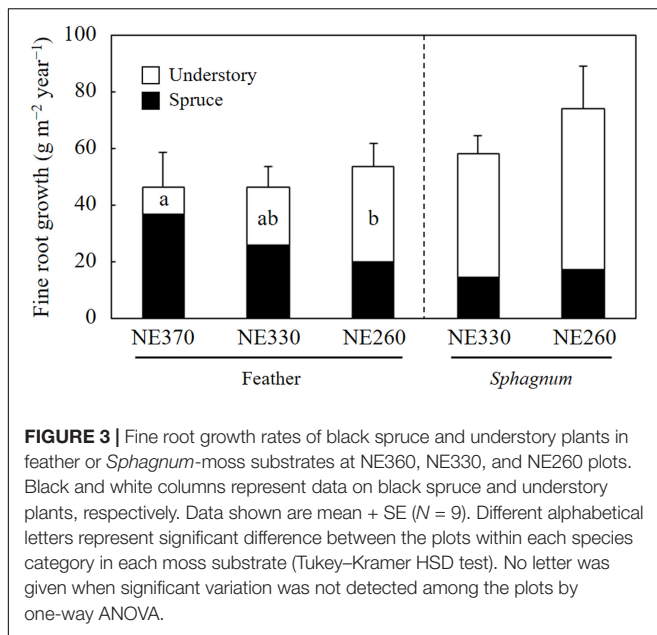 100
80
60
40
20
0
Fine root growth (g m⁻² year⁻¹)
Understory
Spruce
a
ab
b
NE370
NE330
NE260
NE330
NE260
Feather
Sphagnum
FIGURE 3 | Fine root growth rates of black spruce and understory plants in
feather or Sphagnum-moss substrates at NE360, NE330, and NE260 plots.
Black and white columns represent data on black spruce and understory
plants, respectively. Data shown are mean + SE (N = 9). Different alphabetical
letters represent significant difference between the plots within each species
category in each moss substrate (Tukey–Kramer HSD test). No letter was
given when significant variation was not detected among the plots by
one-way ANOVA.